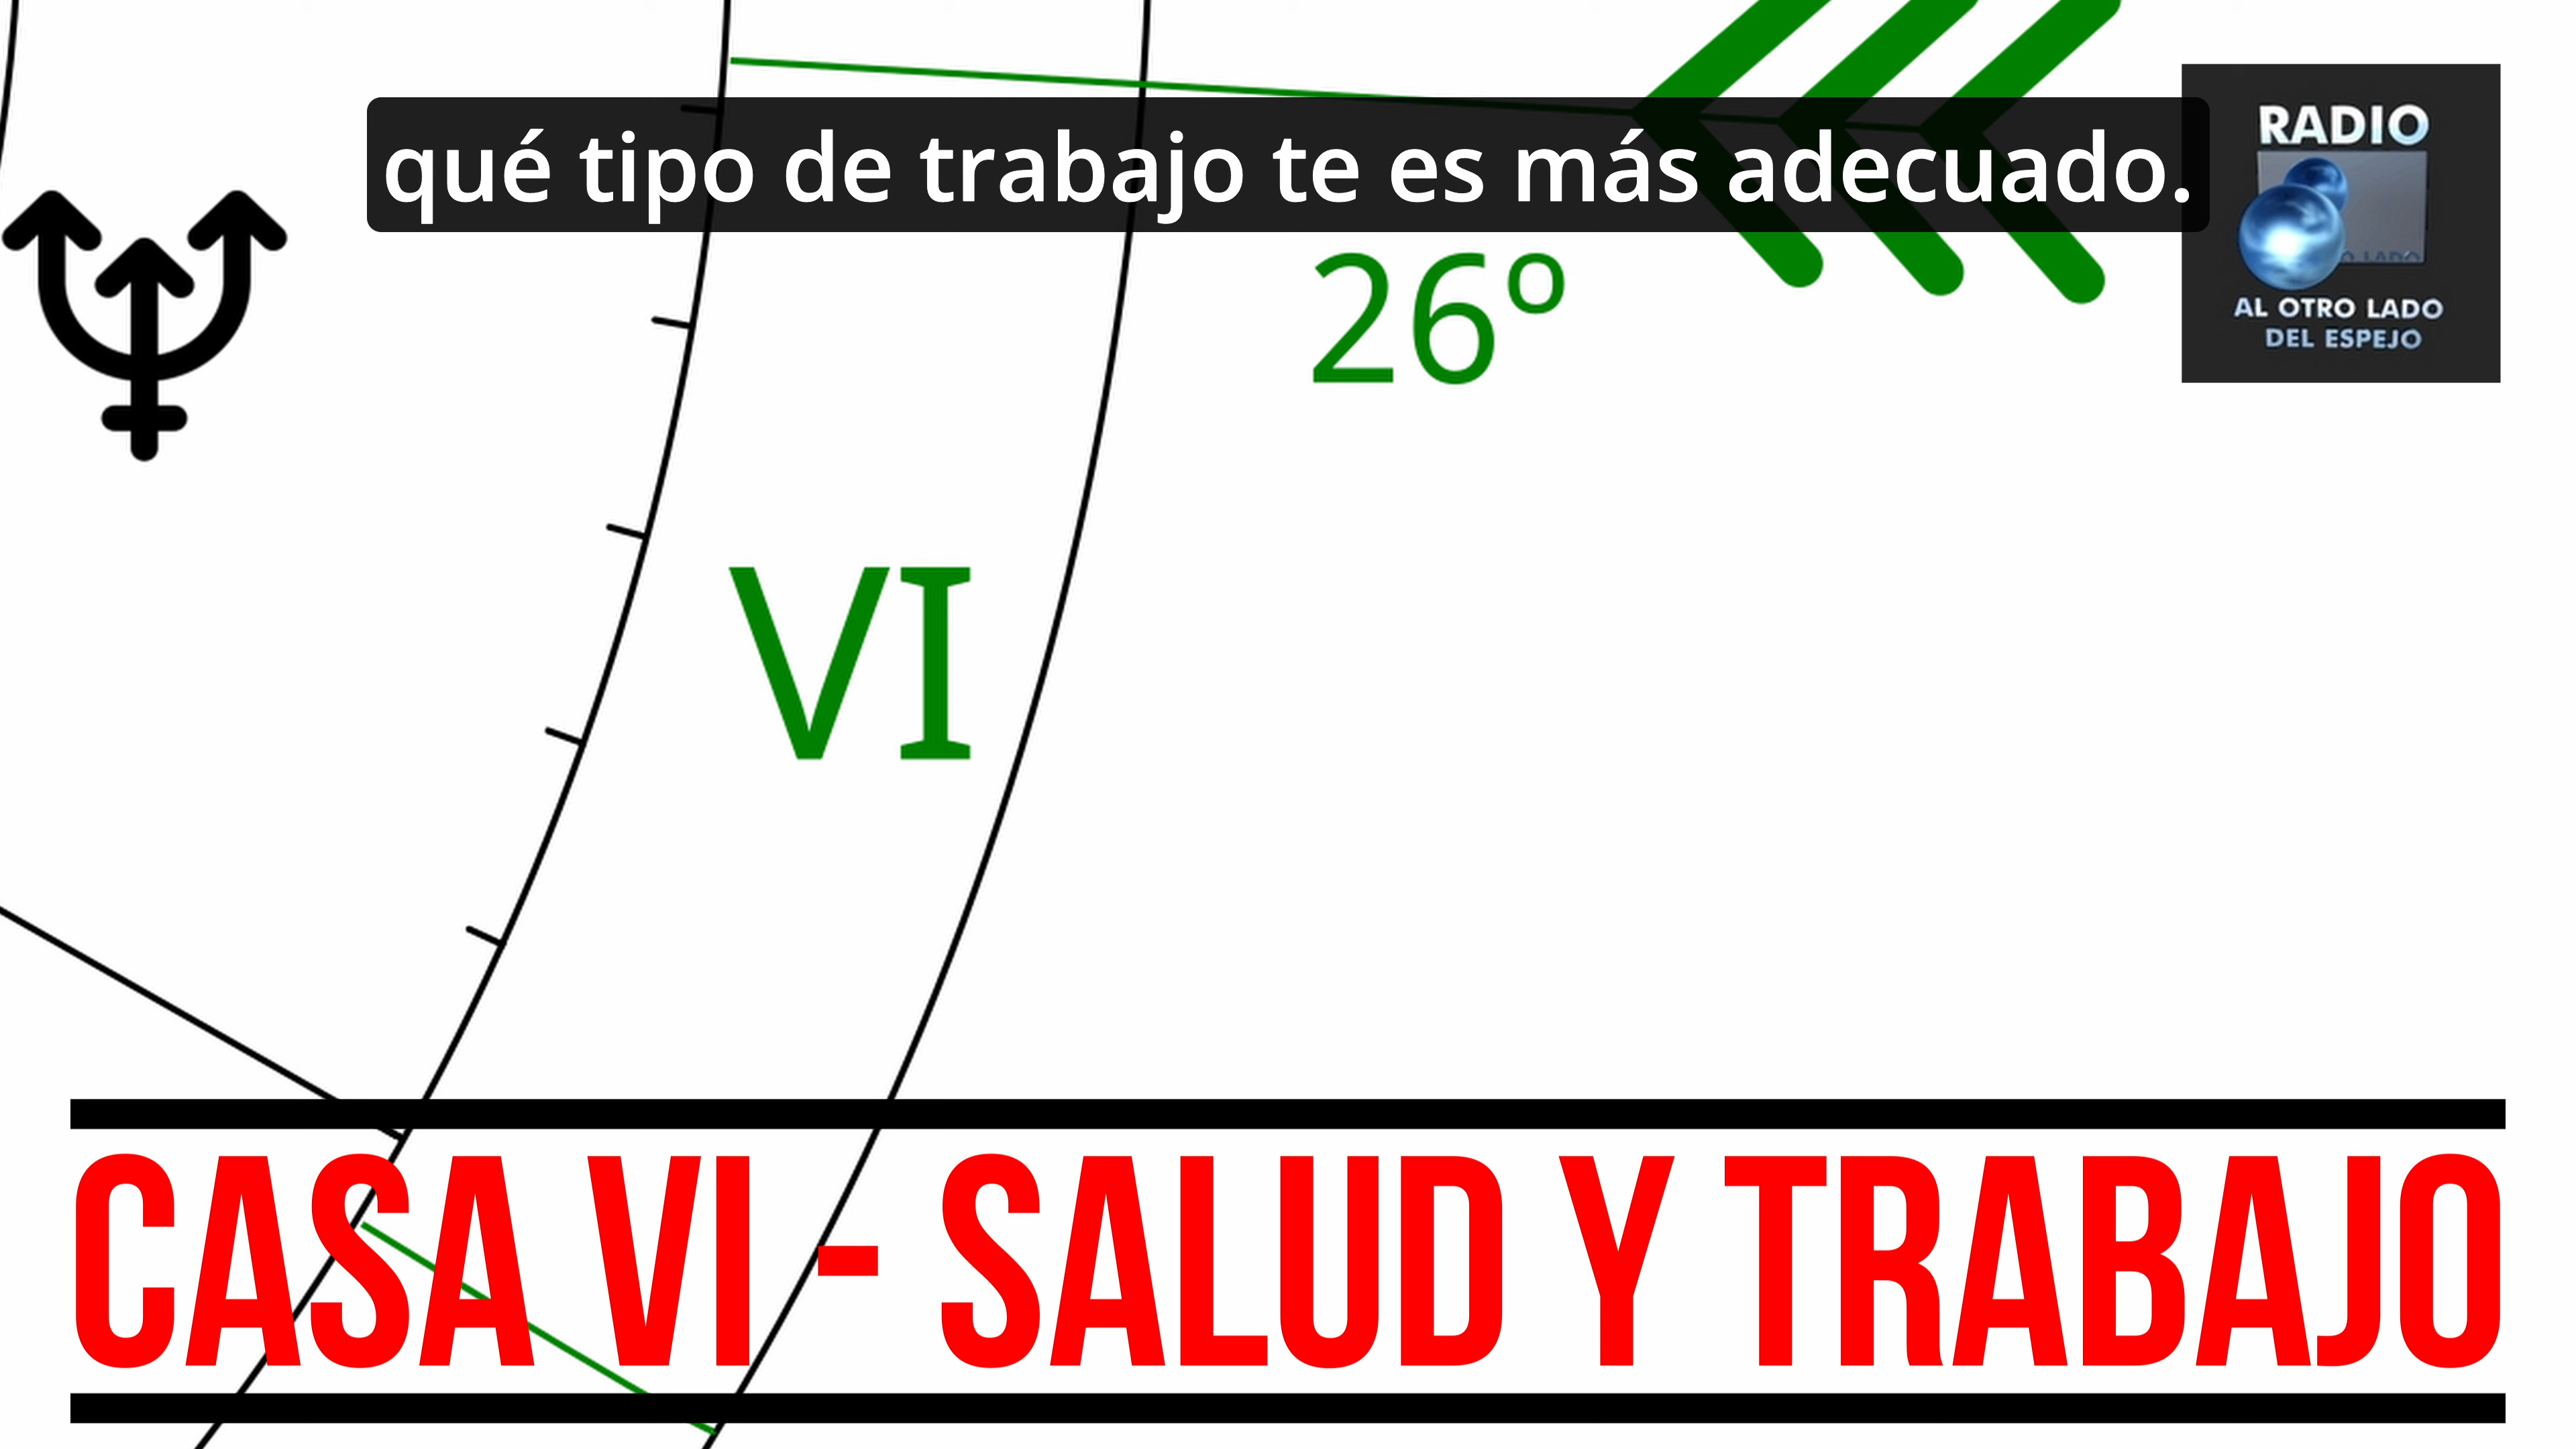 qué tipo de trabajo te es más adecuado.
RADIO
AL OTRO LADO
DEL ESPEJO
26º
VI
CASA VI - SALUD Y TRABAJO